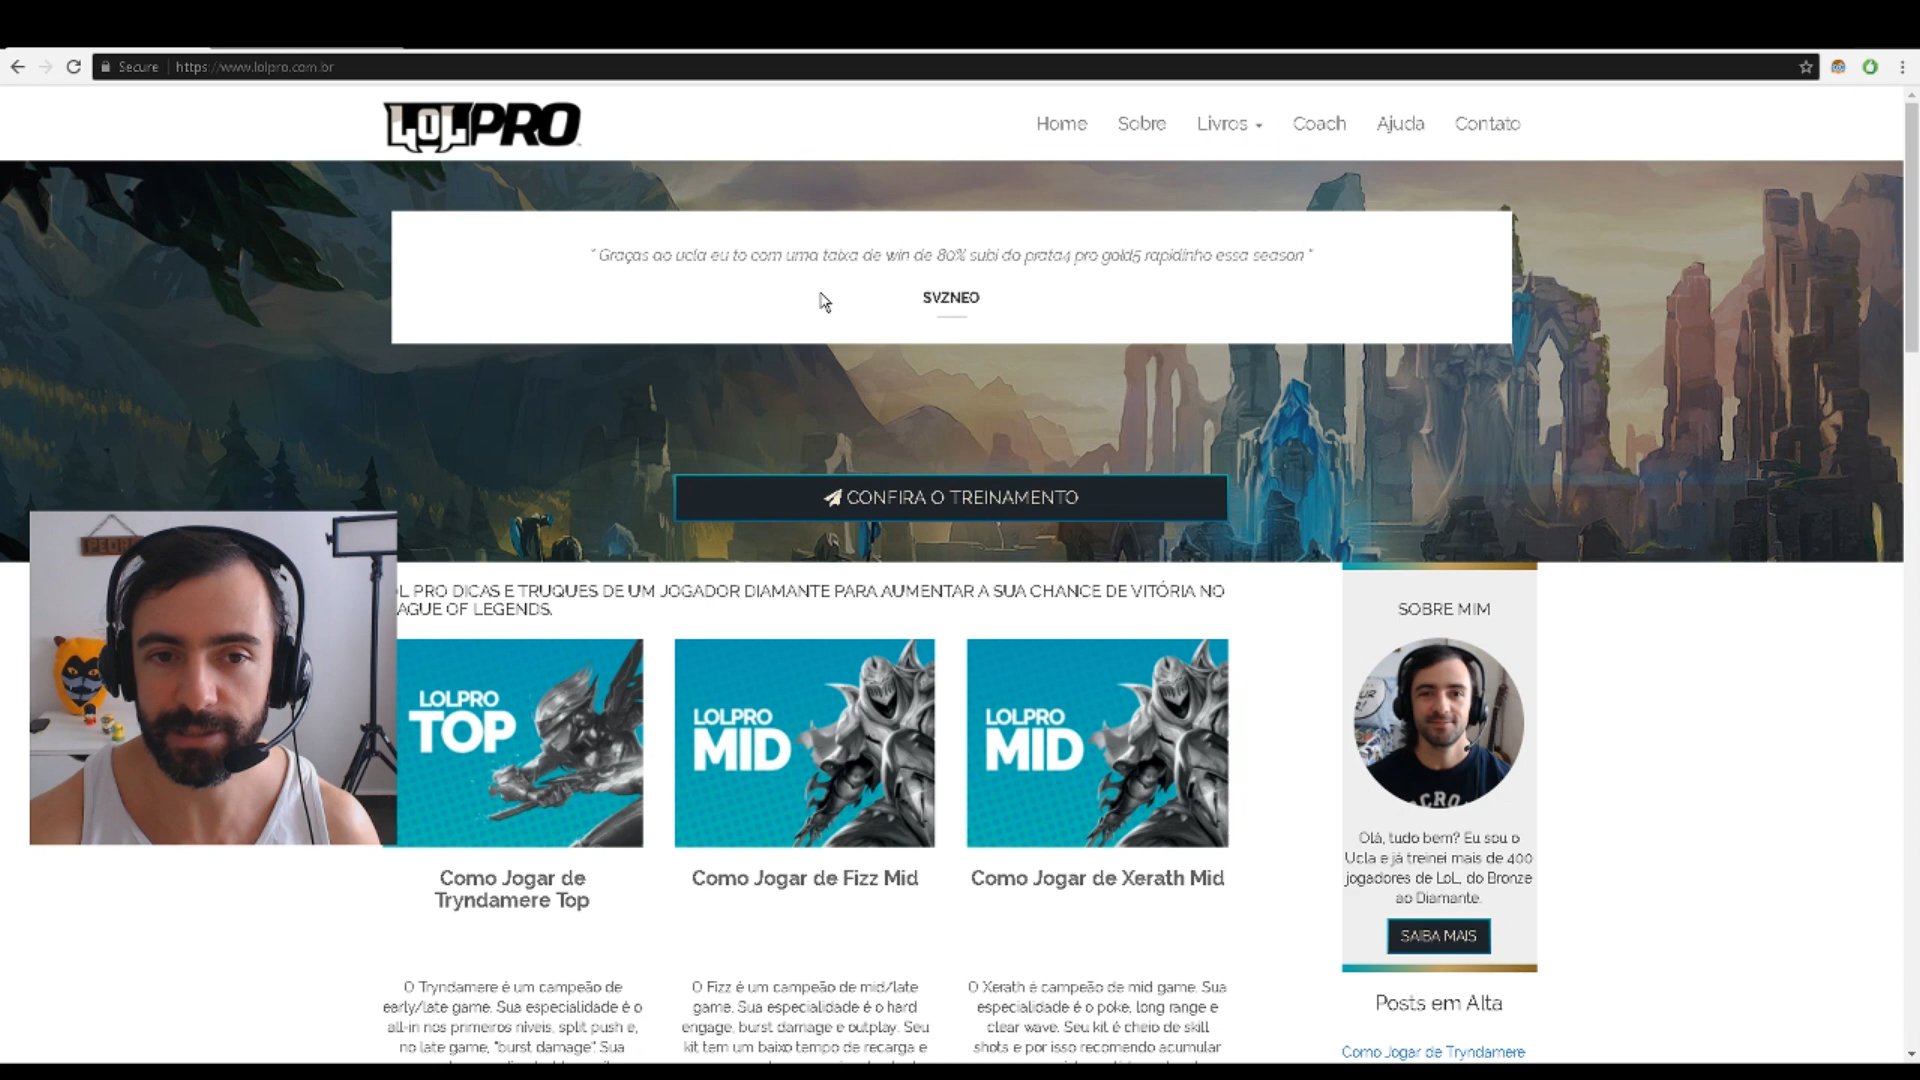 Secure
https://www.lolpro.com.br
LOLPRO
Home
Sobre
Livros
Coach
Ajuda
Contato
" Graças ao ucla eu to com uma taixa de win de 80% subi do prata4 pro gold5 rapidinho essa season "
SVZNEO
CONFIRA O TREINAMENTO
OL PRO DICAS E TRUQUES DE UM JOGADOR DIAMANTE PARA AUMENTAR A SUA CHANCE DE VITÓRIA NO
AGUE OF LEGENDS.
LOLPRO
TOP
LOLPRO
MID
LOLPRO
MID
Como Jogar de
Tryndamere Top
Como Jogar de Fizz Mid
Como Jogar de Xerath Mid
O Tryndamere é um campeão de
early/late game. Sua especialidade é o
all-in nos primeiros níveis, split push e,
no late game, "burst damage". Sua
O Fizz é um campeão de mid/late
game. Sua especialidade é o hard
engage, burst damage e outplay. Seu
kit tem um baixo tempo de recarga e
O Xerath é campeão de mid game. Sua
especialidade é o poke, long range e
clear wave. Seu kit é cheio de skill
shots e por isso recomendo acumular
SOBRE MIM
Olá, tudo bem? Eu sou o
Ucla e já treinei mais de 400
jogadores de LoL, do Bronze
ao Diamante.
SAIBA MAIS
Posts em Alta
Como Jogar de Tryndamere